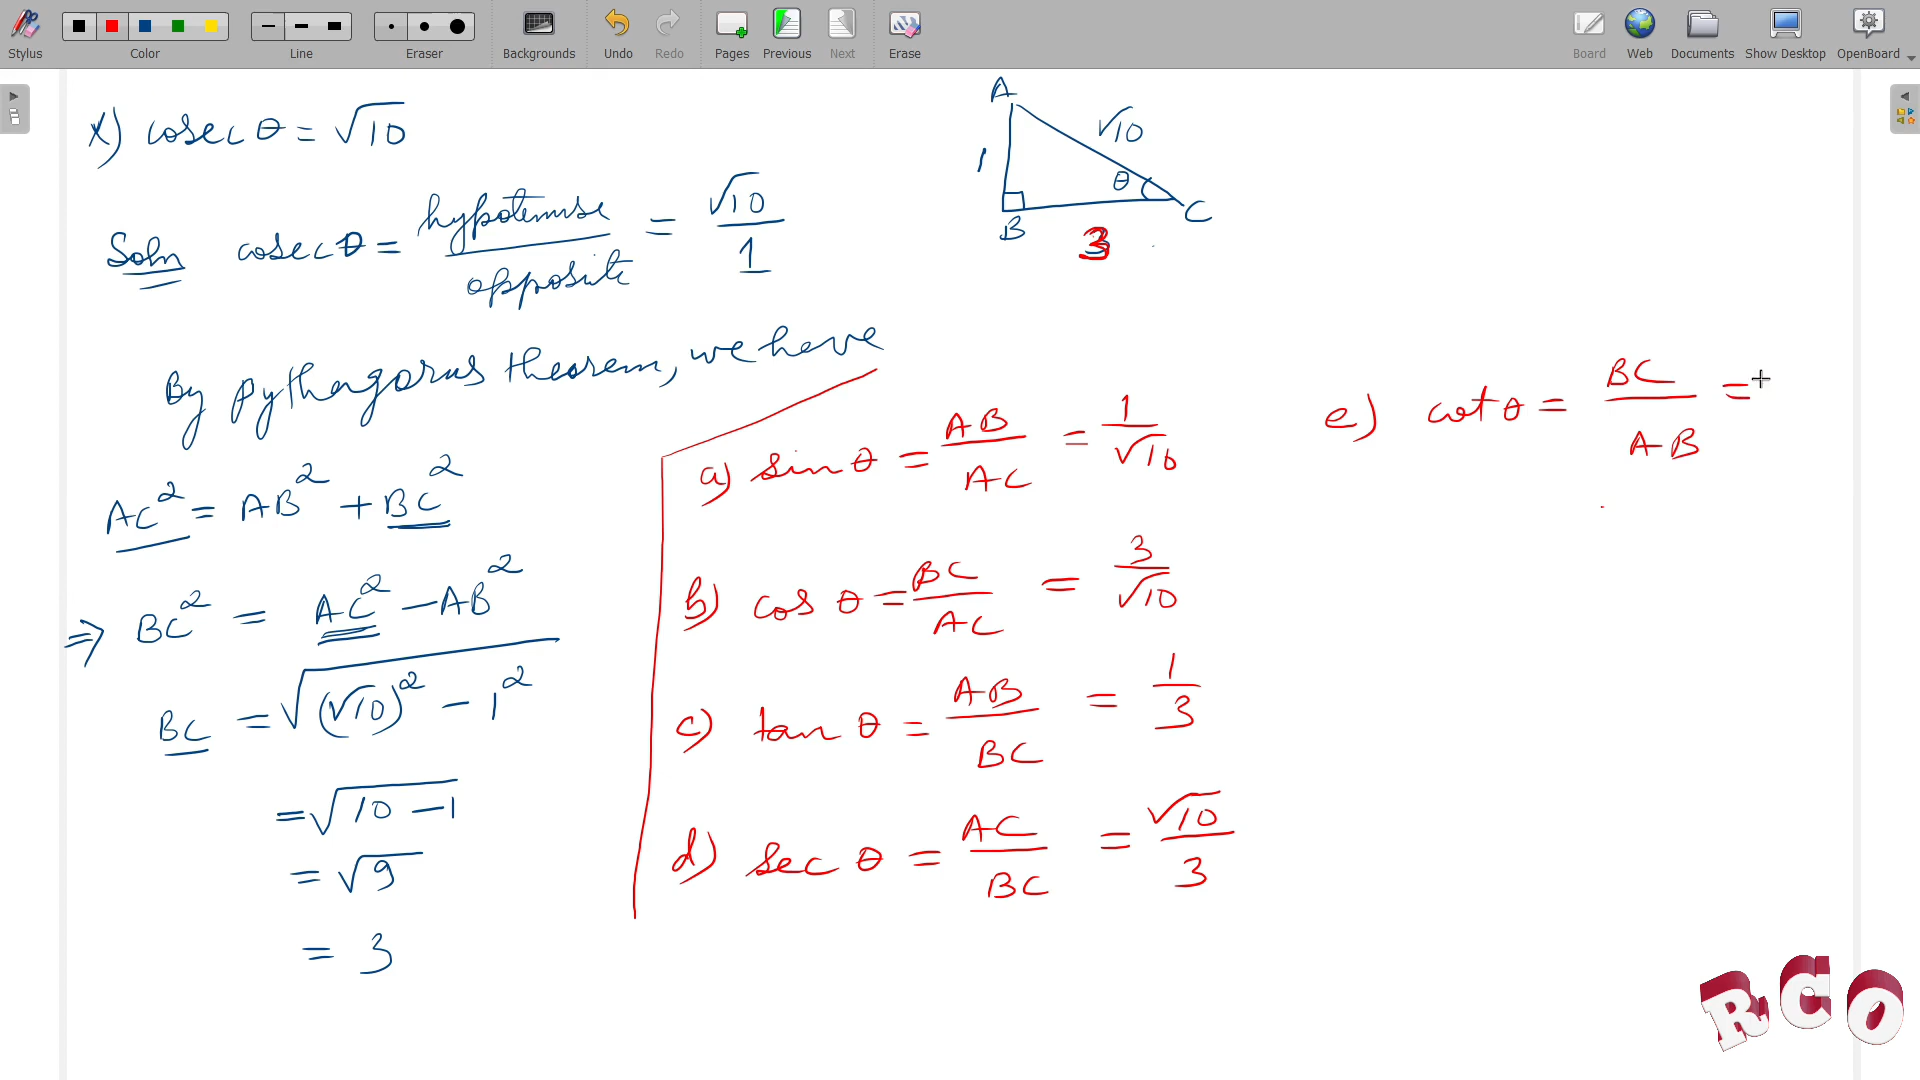 Stylus Color Line Eraser Backgrounds Undo Redo Pages Previous Next Erase Board Web Documents Show Desktop OpenBoard
x) cosec θ = √10
Soln cosec θ = hypotenuse / opposite = √10 / 1
A
√10
1
θ
B
C
3
By pythagorus theorem, we have
AC² = AB² + BC²
⇒ BC² = AC² − AB²
BC = √((√10)² − 1²)
= √(10 − 1)
= √9
= 3
a) sin θ = AB / AC = 1 / √10
b) cos θ = BC / AC = 3 / √10
c) tan θ = AB / BC = 1 / 3
d) sec θ = AC / BC = √10 / 3
e) cot θ = BC / AB =
RCO